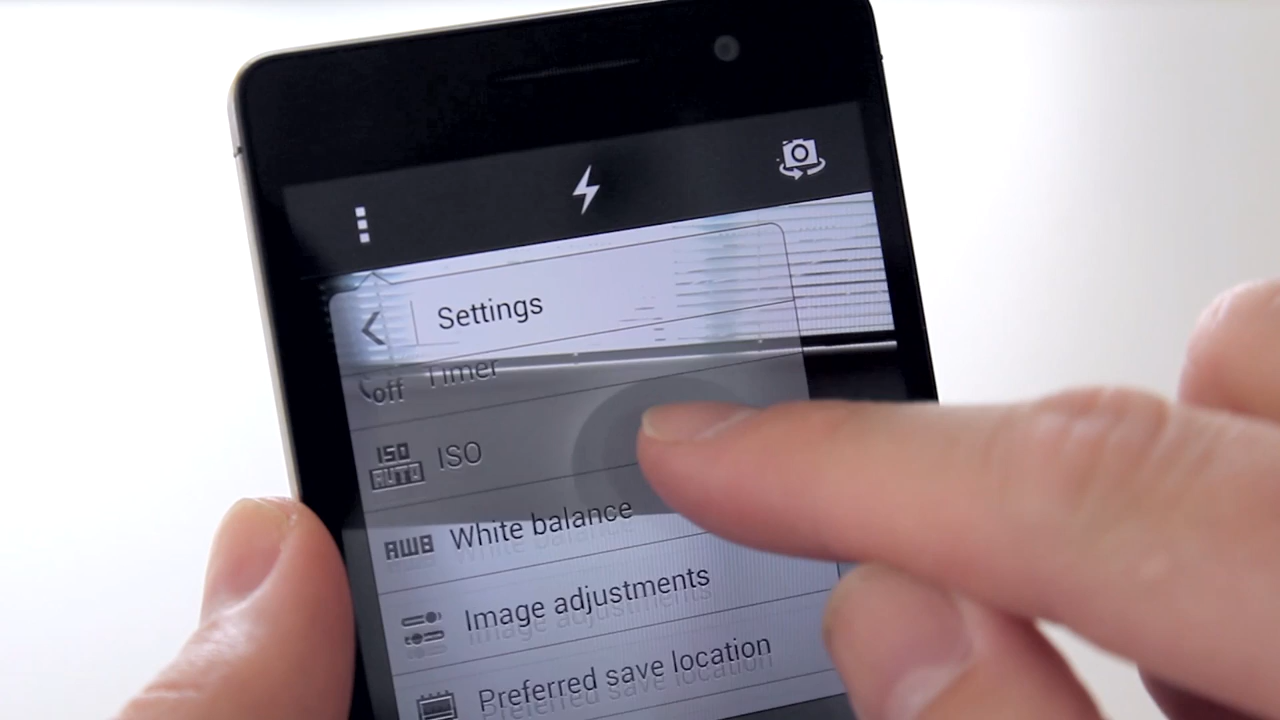 Settings
off Timer
ISO AUTO ISO
AWB White balance
Image adjustments
Preferred save location